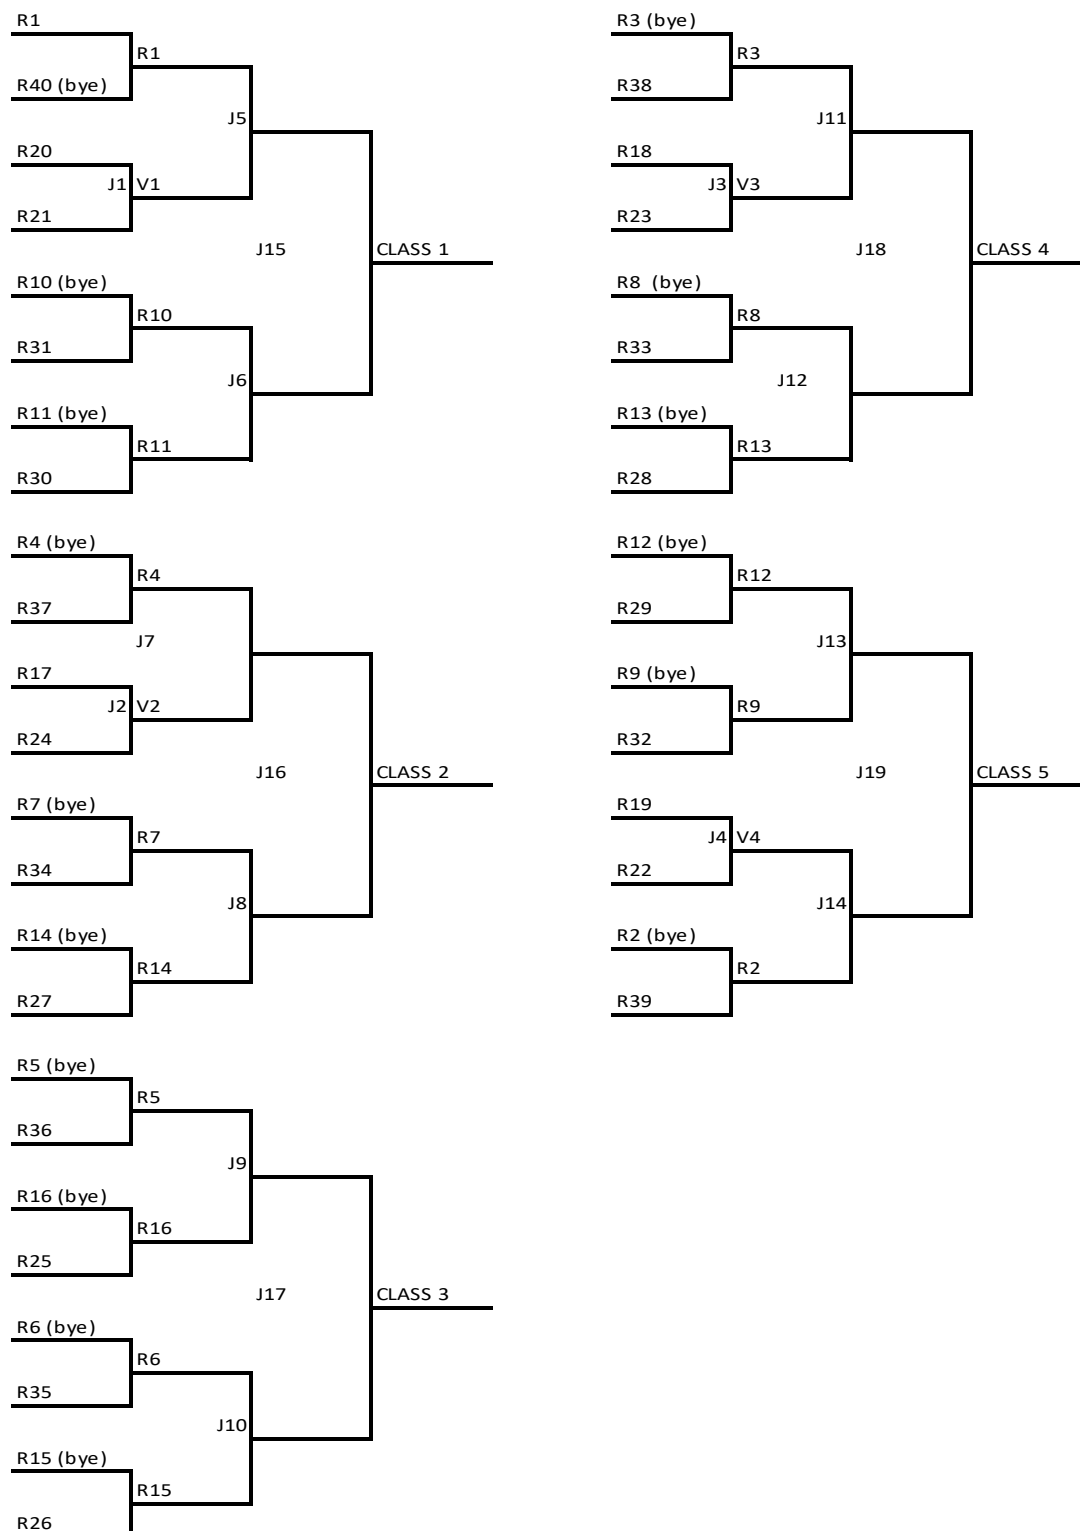 R1
R1
R40 (bye)
J5
R20
J1 V1
R21
J15 CLASS 1
R10 (bye)
R10
R31
J6
R11 (bye)
R11
R30
R4 (bye)
R4
R37
J7
R17
J2 V2
R24
J16 CLASS 2
R7 (bye)
R7
R34
J8
R14 (bye)
R14
R27
R5 (bye)
R5
R36
J9
R16 (bye)
R16
R25
J17 CLASS 3
R6 (bye)
R6
R35
J10
R15 (bye)
R15
R26
R3 (bye)
R3
R38
J11
R18
J3 V3
R23
J18 CLASS 4
R8 (bye)
R8
R33
J12
R13 (bye)
R13
R28
R12 (bye)
R12
R29
J13
R9 (bye)
R9
R32
J19 CLASS 5
R19
J4 V4
R22
J14
R2 (bye)
R2
R39